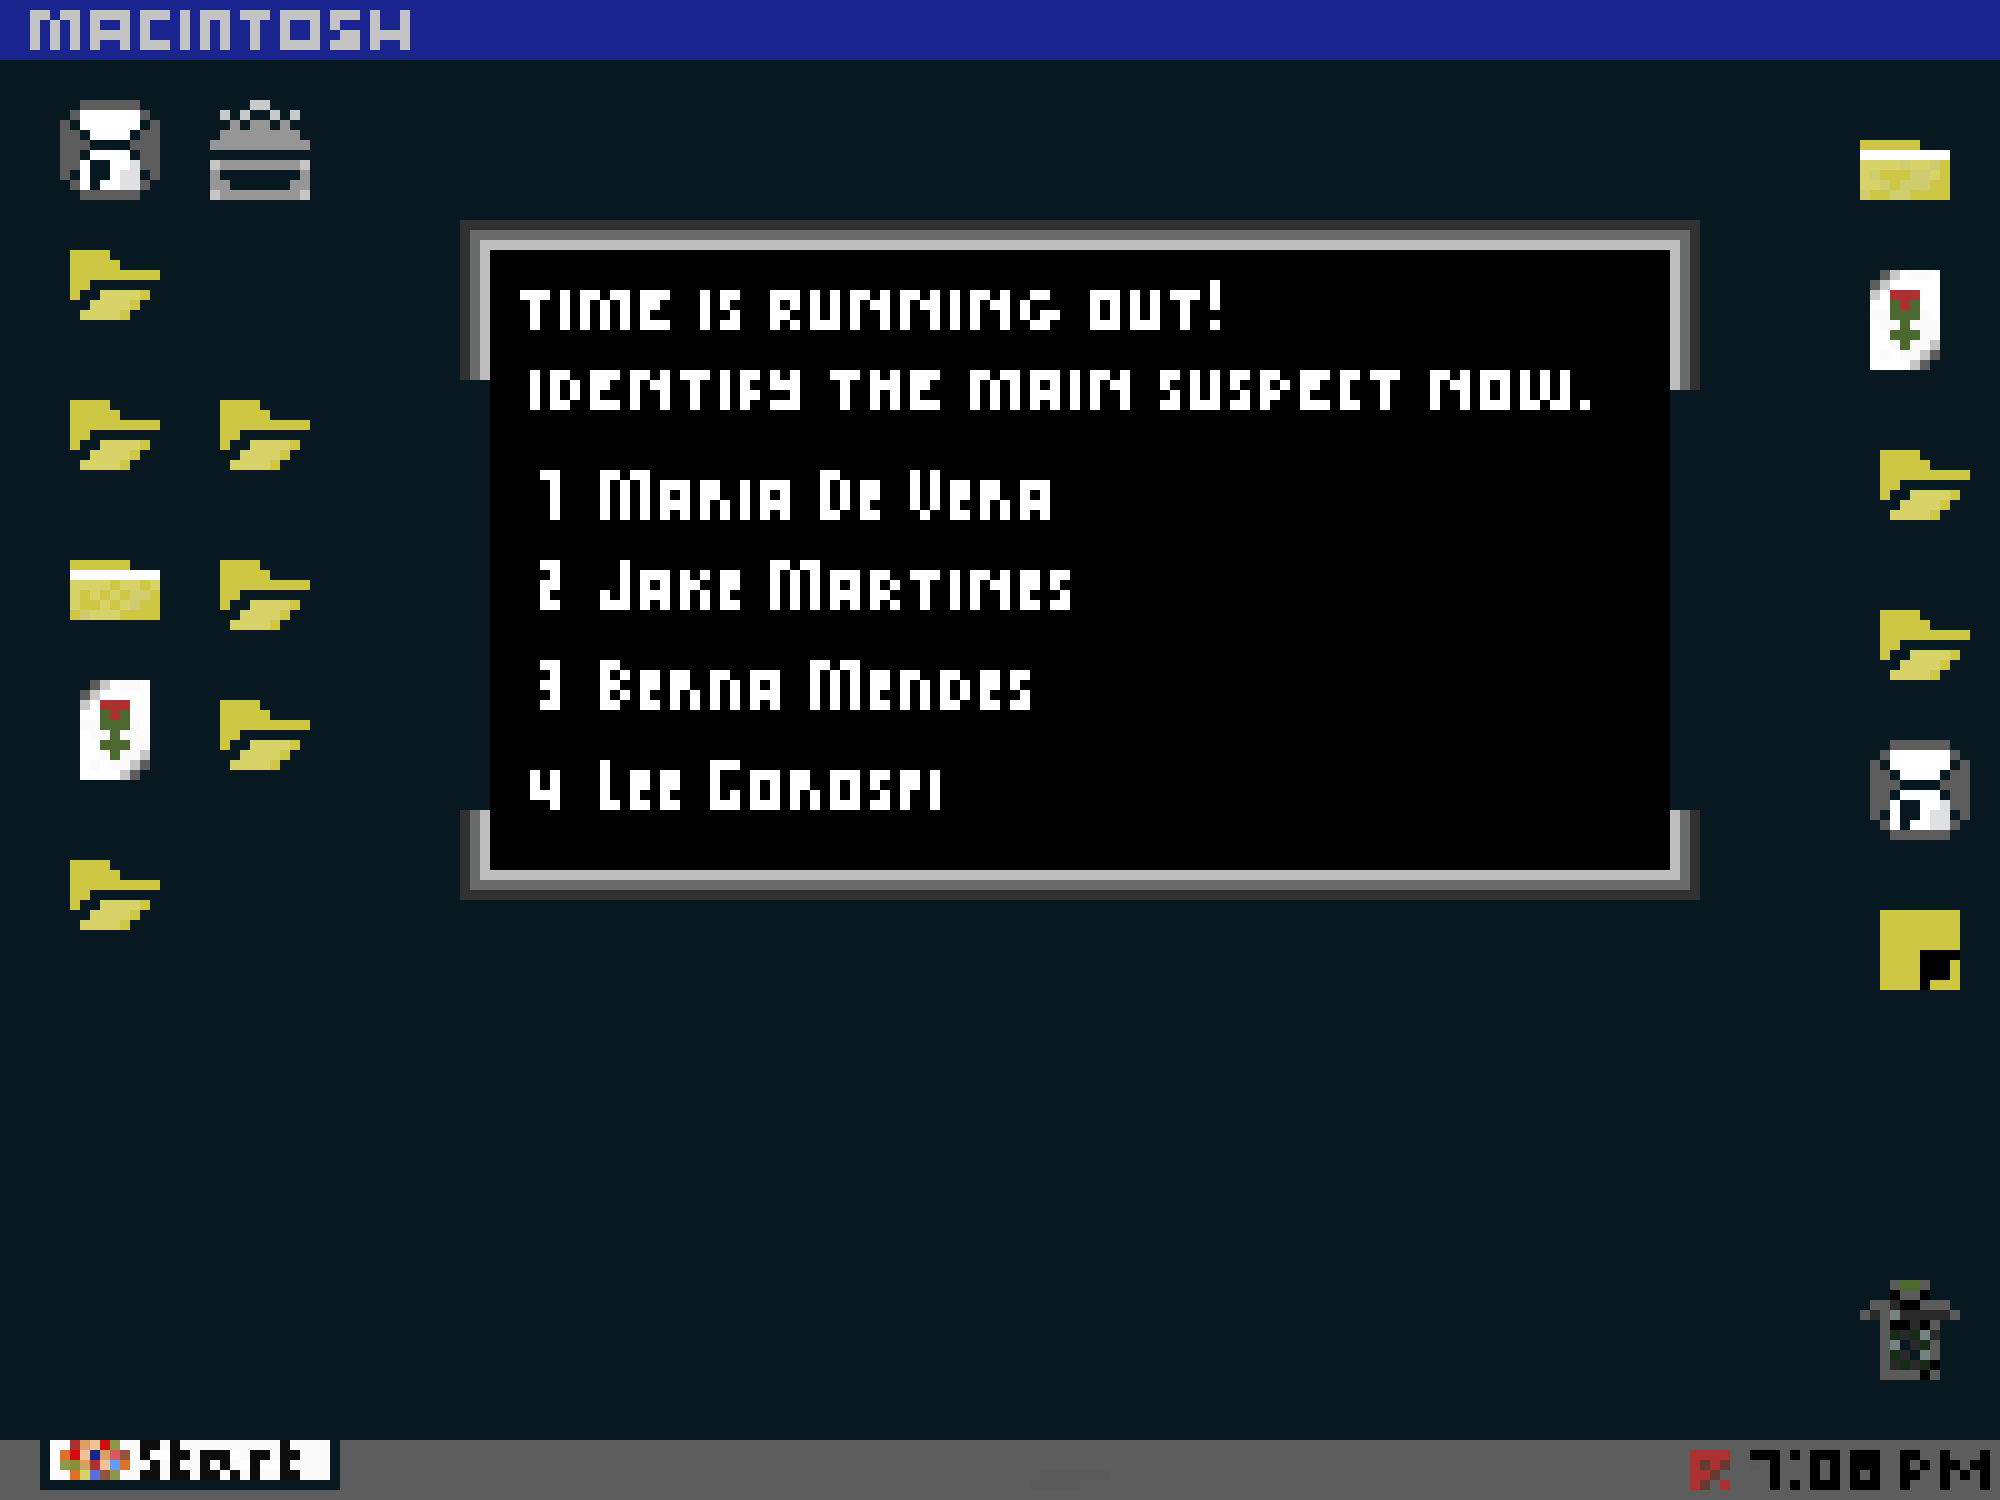 MACINTOSH
TIME IS RUNNING OUT!
IDENTIFY THE MAIN SUSPECT NOW.
1 Maria De Vera
2 Jake Martines
3 Berna Mendes
4 Lee Gorospi
start
7:08 PM